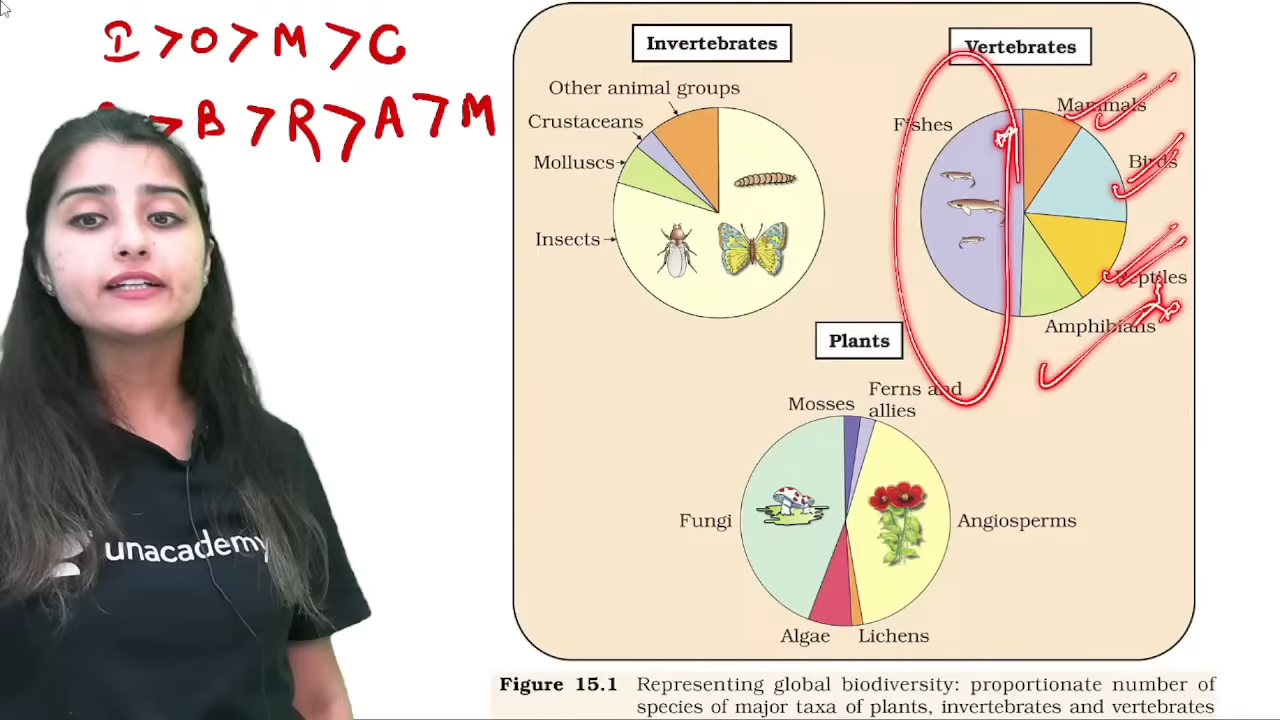 I > O > M > C
> B > R > A > M
Invertebrates
Other animal groups
Crustaceans
Molluscs
Insects
Vertebrates
Mammals
Fishes
Birds
Reptiles
Amphibians
Plants
Ferns and
allies
Mosses
Fungi
Angiosperms
Algae
Lichens
unacademy
Figure 15.1 Representing global biodiversity: proportionate number of
species of major taxa of plants, invertebrates and vertebrates